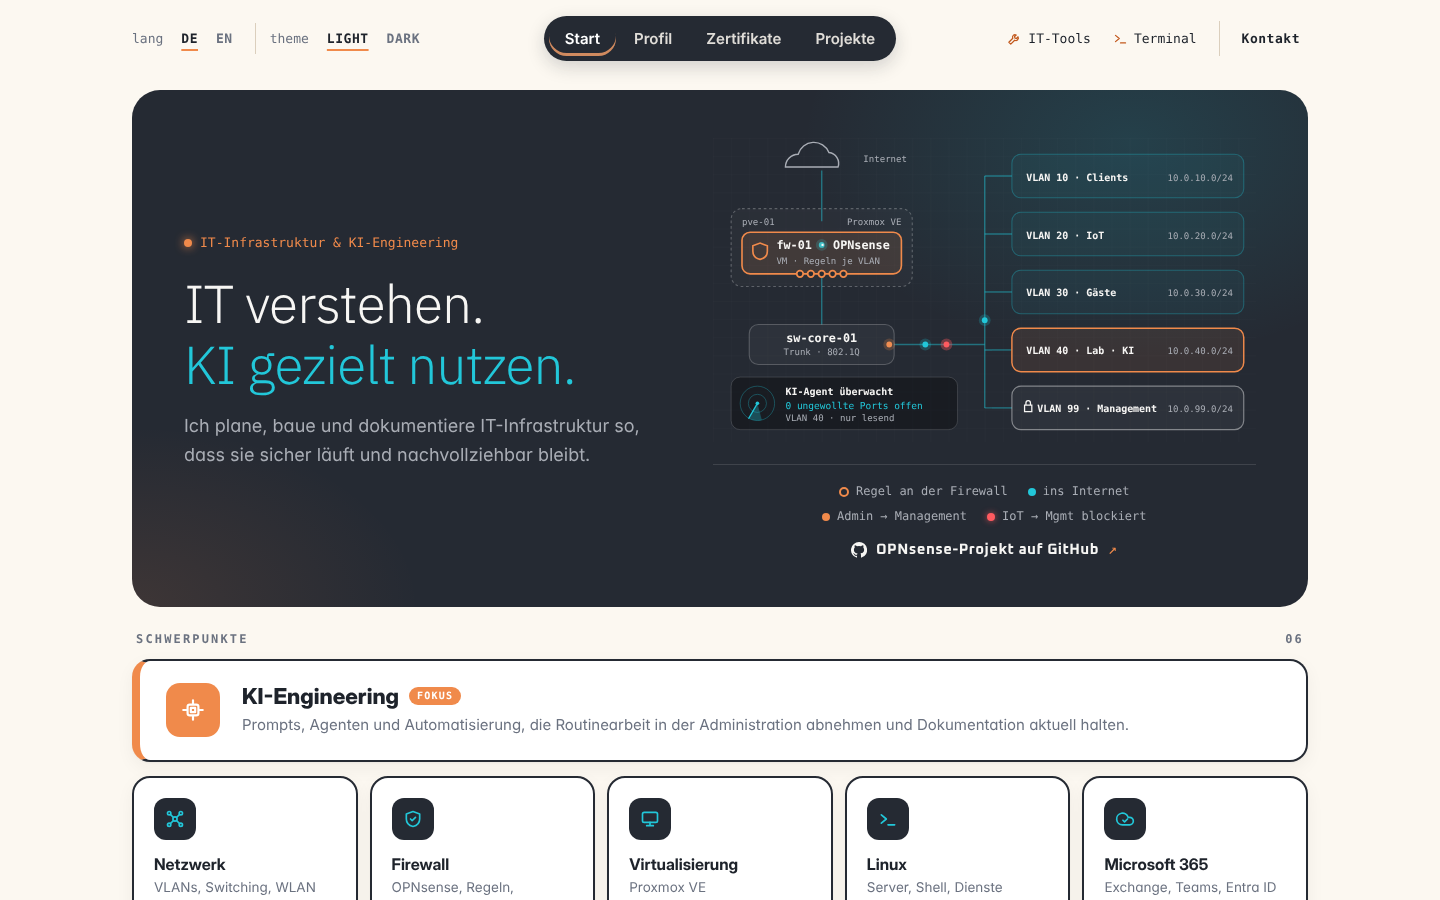 lang DE EN theme LIGHT DARK
Start Profil Zertifikate Projekte
IT-Tools Terminal Kontakt
IT-Infrastruktur & KI-Engineering
IT verstehen.
KI gezielt nutzen.
Ich plane, baue und dokumentiere IT-Infrastruktur so,
dass sie sicher läuft und nachvollziehbar bleibt.
Internet
pve-01 Proxmox VE
fw-01 OPNsense
VM · Regeln je VLAN
sw-core-01
Trunk · 802.1Q
KI-Agent überwacht
0 ungewollte Ports offen
VLAN 40 · nur lesend
VLAN 10 · Clients 10.0.10.0/24
VLAN 20 · IoT 10.0.20.0/24
VLAN 30 · Gäste 10.0.30.0/24
VLAN 40 · Lab · KI 10.0.40.0/24
VLAN 99 · Management 10.0.99.0/24
Regel an der Firewall ins Internet
Admin → Management IoT → Mgmt blockiert
OPNsense-Projekt auf GitHub ↗
SCHWERPUNKTE 06
KI-Engineering FOKUS
Prompts, Agenten und Automatisierung, die Routinearbeit in der Administration abnehmen und Dokumentation aktuell halten.
Netzwerk
VLANs, Switching, WLAN
Firewall
OPNsense, Regeln,
Virtualisierung
Proxmox VE
Linux
Server, Shell, Dienste
Microsoft 365
Exchange, Teams, Entra ID